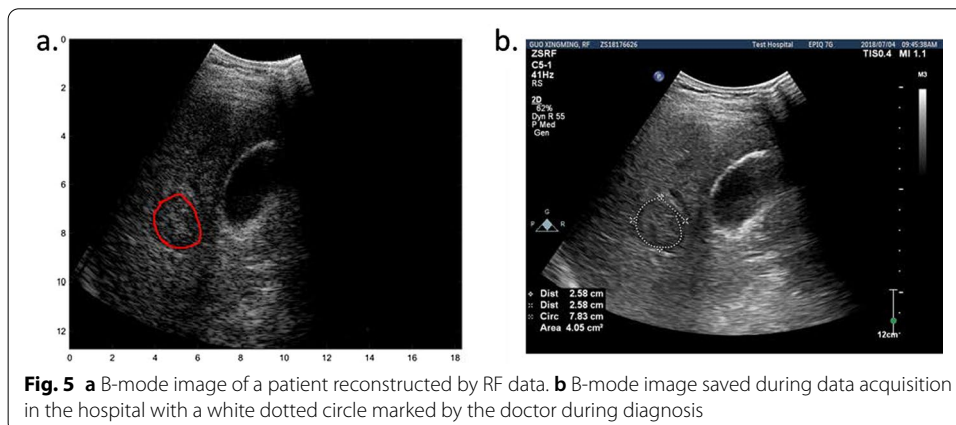 a.
0
2
4
6
8
10
12
0 2 4 6 8 10 12 14 16 18
b.
GUO XINGMING, RF ZS18176626 Test Hospital EPIQ 7G 2018/07/04 09:45:38AM
ZSRF TIS0.4 MI 1.1
C5-1
41Hz
RS
M3
2D
62%
Dyn R 55
P Med
Gen
G
P R
Dist 2.58 cm
Dist 2.58 cm
Circ 7.83 cm
Area 4.05 cm²
12cm
Fig. 5 a B-mode image of a patient reconstructed by RF data. b B-mode image saved during data acquisition
in the hospital with a white dotted circle marked by the doctor during diagnosis